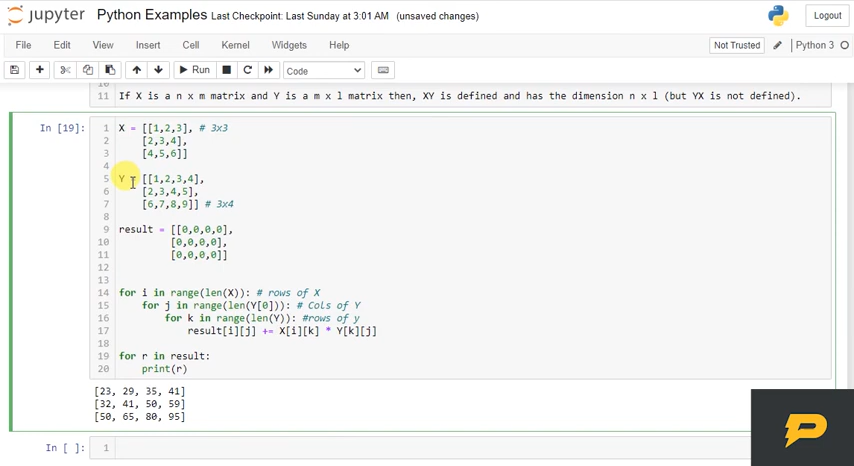 jupyter Python Examples Last Checkpoint: Last Sunday at 3:01 AM (unsaved changes) Logout
File Edit View Insert Cell Kernel Widgets Help Not Trusted Python 3
Run Code
10
11 If X is a n x m matrix and Y is a m x l matrix then, XY is defined and has the dimension n x l (but YX is not defined).
In [19]: 1 X = [[1,2,3], # 3x3
2 [2,3,4],
3 [4,5,6]]
4
5 Y = [[1,2,3,4],
6 [2,3,4,5],
7 [6,7,8,9]] # 3x4
8
9 result = [[0,0,0,0],
10 [0,0,0,0],
11 [0,0,0,0]]
12
13
14 for i in range(len(X)): # rows of X
15 for j in range(len(Y[0])): # Cols of Y
16 for k in range(len(Y)): #rows of y
17 result[i][j] += X[i][k] * Y[k][j]
18
19 for r in result:
20 print(r)
[23, 29, 35, 41]
[32, 41, 50, 59]
[50, 65, 80, 95]
In [ ]: 1